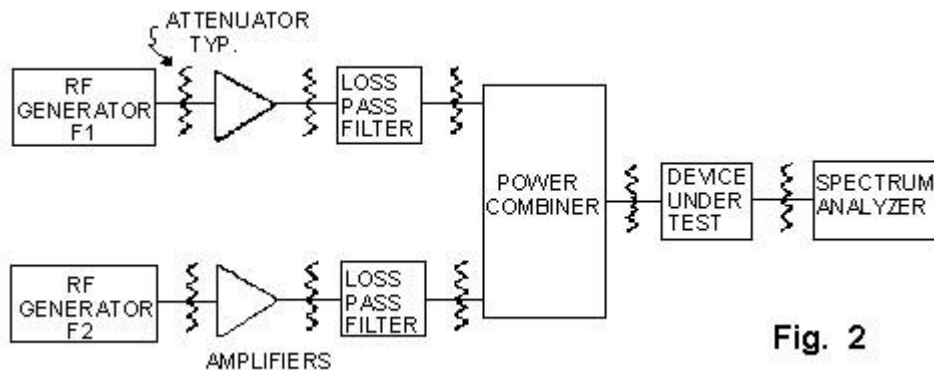 ATTENUATOR
TYP.
RF
GENERATOR
F1
LOSS
PASS
FILTER
POWER
COMBINER
DEVICE
UNDER
TEST
SPECTRUM
ANALYZER
RF
GENERATOR
F2
LOSS
PASS
FILTER
AMPLIFIERS
Fig. 2